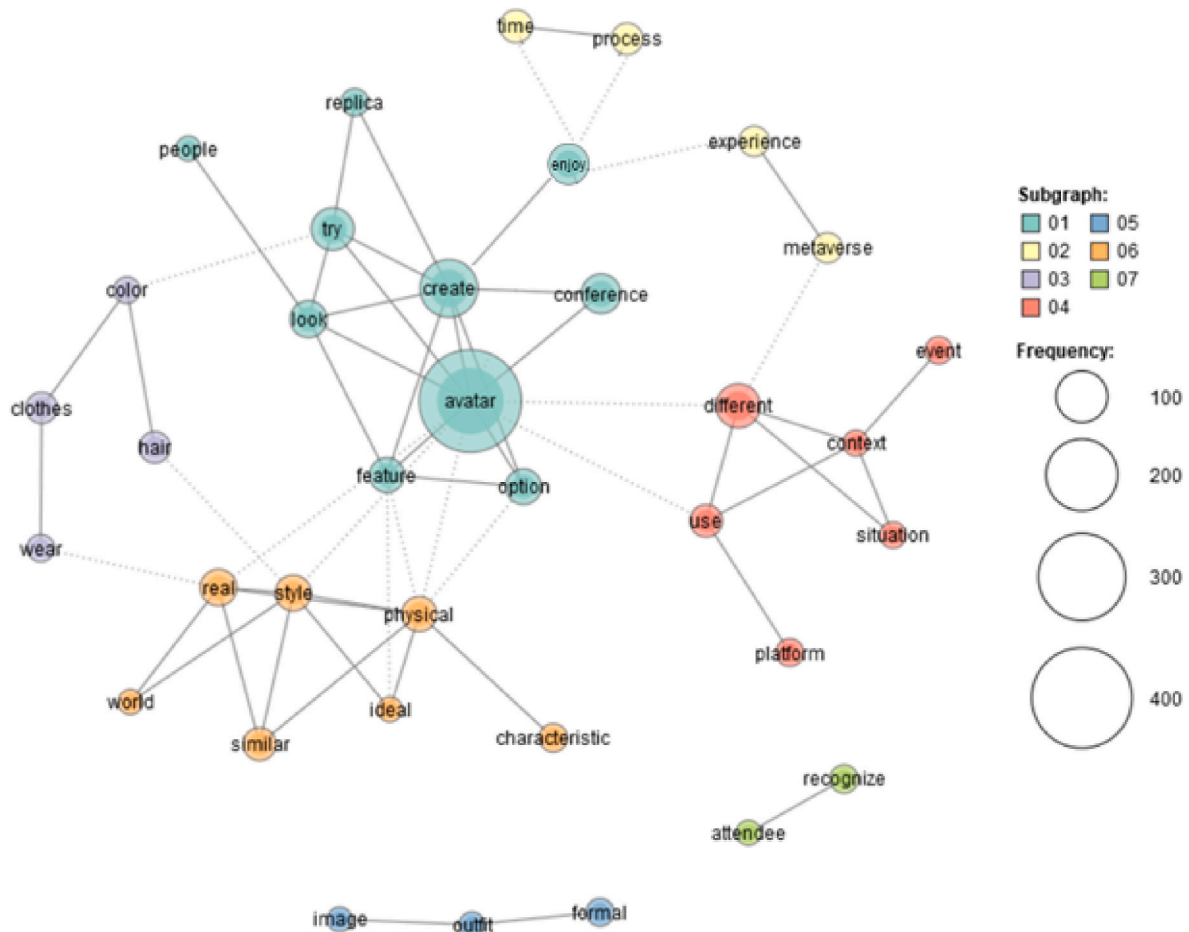 time
process
replica
people
experience
enjoy
try
metaverse
color
create
conference
look
event
clothes
avatar
different
hair
context
feature
option
use
situation
wear
real
style
physical
platform
world
ideal
similar
characteristic
recognize
attendee
image
outfit
formal
Subgraph:
01 05
02 06
03 07
04
Frequency:
100
200
300
400